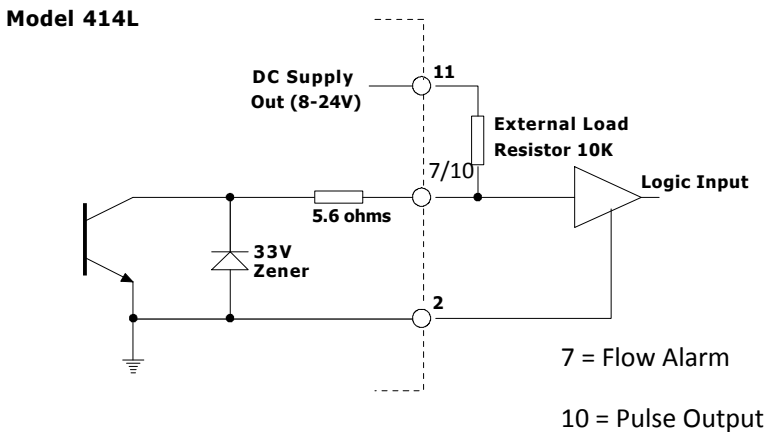 Model 414L
DC Supply
Out (8-24V)
11
External Load
Resistor 10K
7/10
Logic Input
5.6 ohms
33V
Zener
2
7 = Flow Alarm
10 = Pulse Output